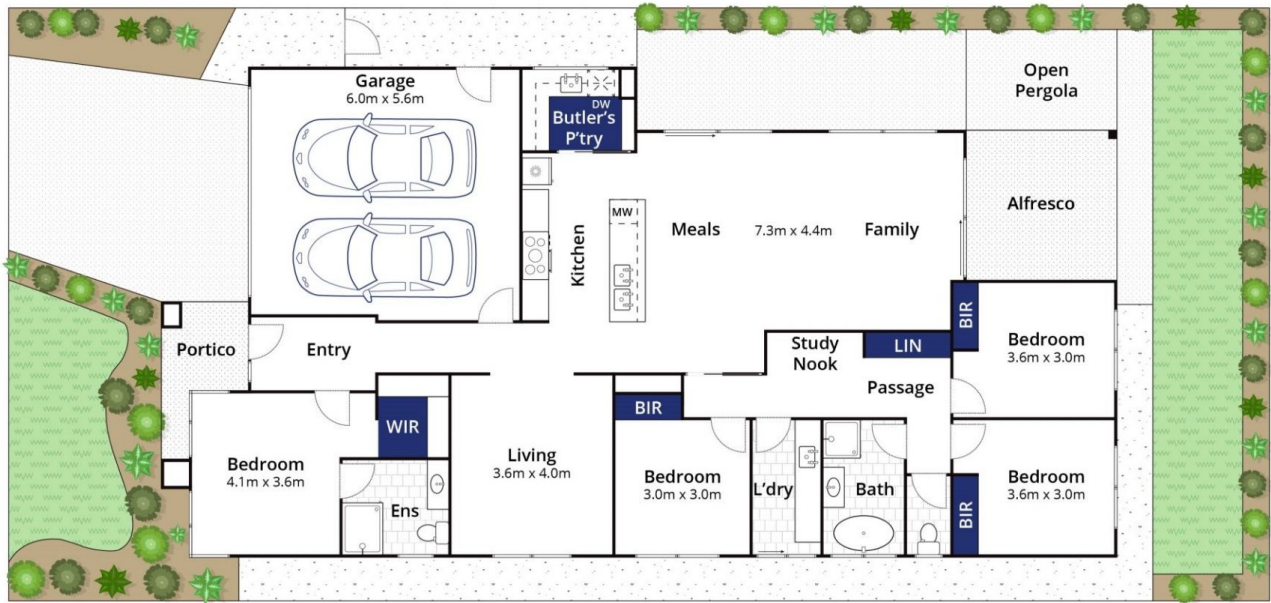 Garage
6.0m x 5.6m
DW
Butler's
P'try
Open
Pergola
Alfresco
MW
Kitchen
Meals
7.3m x 4.4m
Family
Portico
Entry
Study
Nook
LIN
Passage
BIR
Bedroom
3.6m x 3.0m
WIR
BIR
Bedroom
4.1m x 3.6m
Ens
Living
3.6m x 4.0m
Bedroom
3.0m x 3.0m
L'dry
Bath
BIR
Bedroom
3.6m x 3.0m